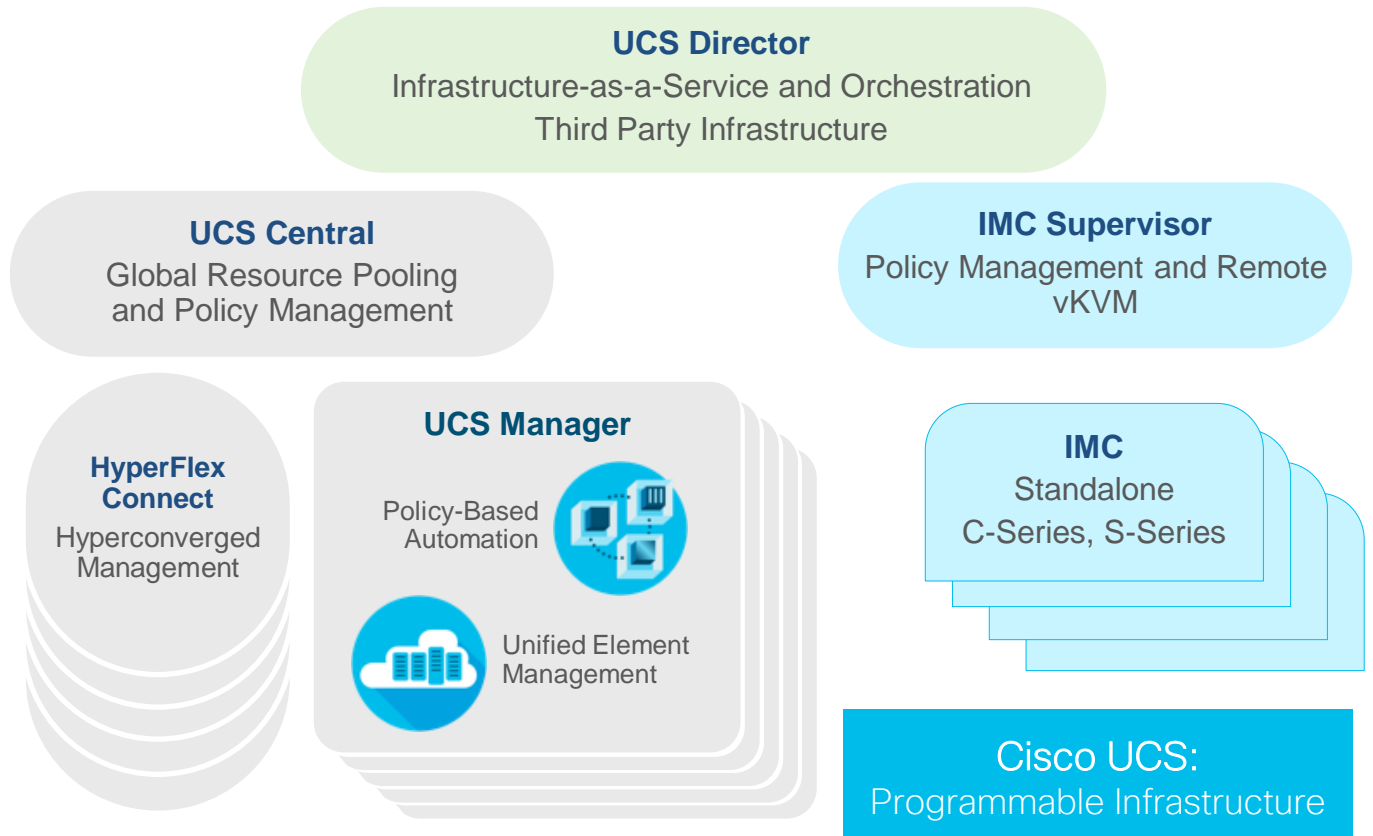 UCS Director
Infrastructure-as-a-Service and Orchestration
Third Party Infrastructure
UCS Central
Global Resource Pooling
and Policy Management
IMC Supervisor
Policy Management and Remote
vKVM
HyperFlex
Connect
Hyperconverged
Management
UCS Manager
Policy-Based
Automation
Unified Element
Management
IMC
Standalone
C-Series, S-Series
Cisco UCS:
Programmable Infrastructure